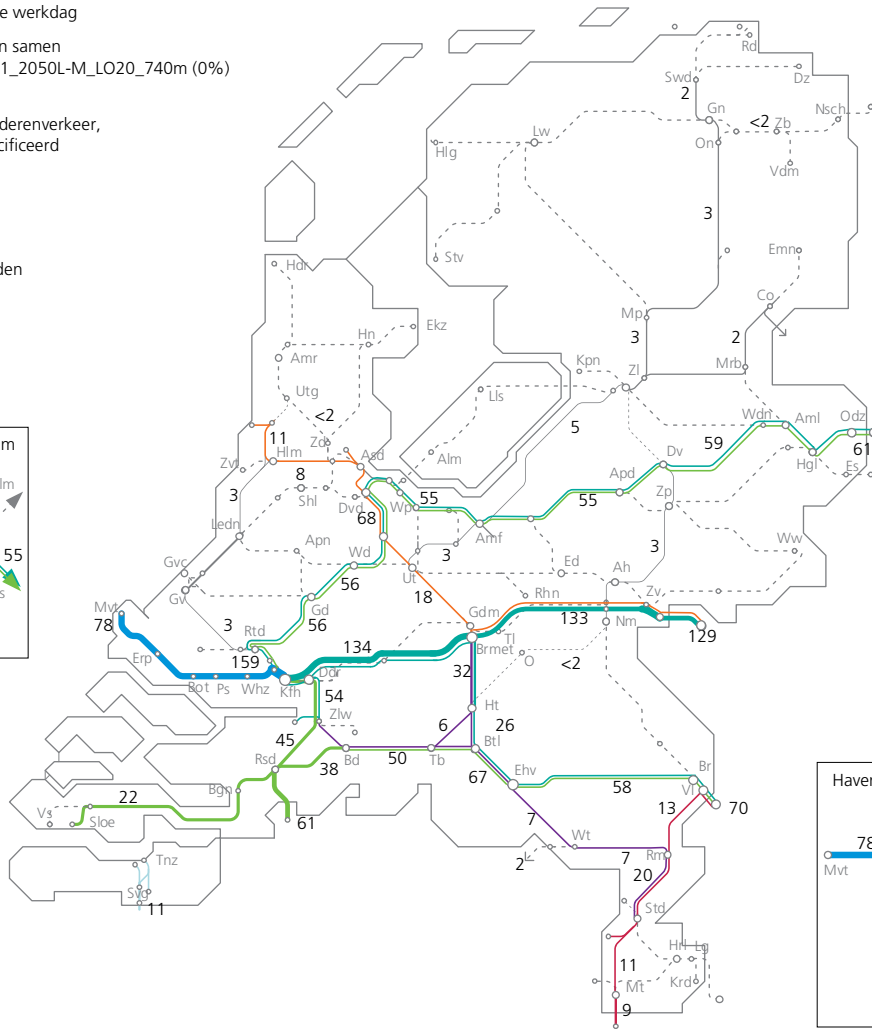 e werkdag
n samen
1_2050L-M_LO20_740m (0%)
derenverkeer,
cificeerd
den
m
lm
55
s
Rd
Swd
Dz
2
Gn
<2
Zb
Nsch
On
Vdm
Lw
Hlg
3
Stv
Emn
Hdr
Co
Ekz
Hn
Mp
3
2
Amr
Kpn
Zl
Mrb
Utg
Lls
<2
5
Wdn
Aml
Odz
11
Zd
59
61
Hlm
Asd
Alm
Dv
Hgl
Es
Zvt
8
Apd
Zp
3
Shl
Dvd
Wp
55
55
68
Ledn
Amf
Apn
3
3
Ww
Wd
Gvc
Ut
Ed
Ah
56
Gv
18
Rhn
Zv
Mvt
Gd
56
Gdm
133
78
3
Rtd
Tl
Nm
129
134
Brmet
Erp
159
O
<2
Bot
Ps
Whz
Kfh
Ddr
32
54
Ht
Zlw
6
26
45
Btl
Rsd
38
Bd
50
Tb
67
Ehv
58
Br
Bgn
Vl
22
13
70
Vs
Sloe
61
7
Haven
Wt
78
2
7
Rm
Tnz
20
Mvt
Svg
11
Std
Hrl
Lg
11
Krd
Mt
9